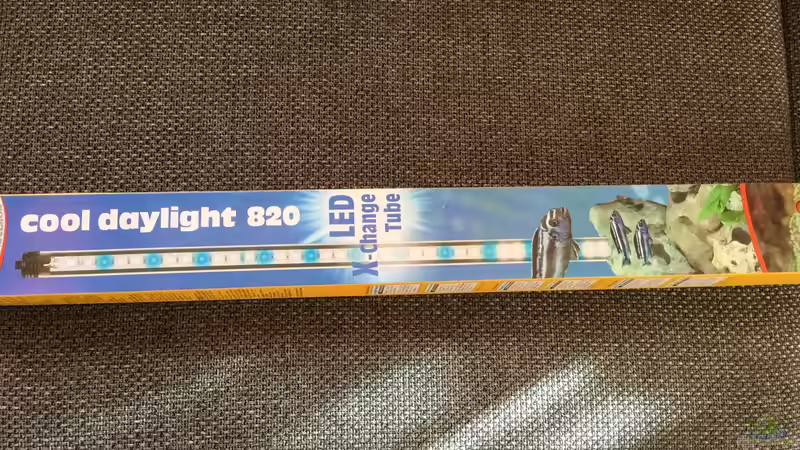 cool daylight 820
LED
X-Change
Tube